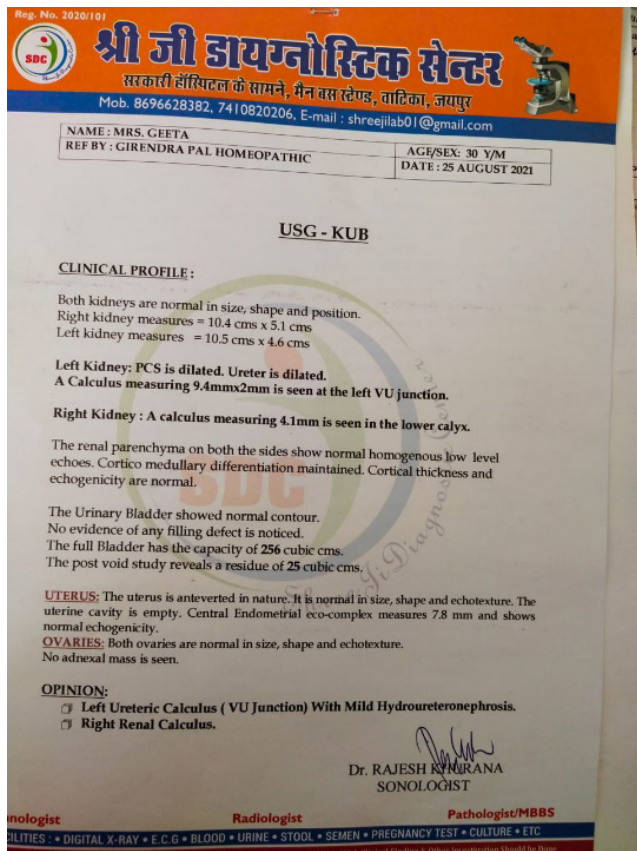 Reg. No. 2020/101
SDC
श्री जी डायग्नोस्टिक सेन्टर
सरकारी हॉस्पिटल के सामने, मैन बस स्टेण्ड, वाटिका, जयपुर
Mob. 8696628382, 7410820206, E-mail : shreejilab01@gmail.com
NAME : MRS. GEETA
AGE/SEX: 30 Y/M
REF BY : GIRENDRA PAL HOMEOPATHIC
DATE : 25 AUGUST 2021
USG - KUB
CLINICAL PROFILE :
Both kidneys are normal in size, shape and position.
Right kidney measures = 10.4 cms x 5.1 cms
Left kidney measures = 10.5 cms x 4.6 cms
Left Kidney: PCS is dilated. Ureter is dilated.
A Calculus measuring 9.4mmx2mm is seen at the left VU junction.
Right Kidney : A calculus measuring 4.1mm is seen in the lower calyx.
The renal parenchyma on both the sides show normal homogenous low level
echoes. Cortico medullary differentiation maintained. Cortical thickness and
echogenicity are normal.
SDC
The Urinary Bladder showed normal contour.
No evidence of any filling defect is noticed.
The full Bladder has the capacity of 256 cubic cms.
The post void study reveals a residue of 25 cubic cms.
UTERUS: The uterus is anteverted in nature. It is normal in size, shape and echotexture. The
uterine cavity is empty. Central Endometrial eco-complex measures 7.8 mm and shows
normal echogenicity.
OVARIES: Both ovaries are normal in size, shape and echotexture.
No adnexal mass is seen.
OPINION:
Left Ureteric Calculus ( VU Junction) With Mild Hydroureteronephrosis.
Right Renal Calculus.
Dr. RAJESH
SONOLOGIST
Radiologist
Pathologist/MBBS
• DIGITAL X-RAY • E.C.G • BLOOD • URINE • STOOL • SEMEN • PREGNANCY TEST • CULTURE • ETC